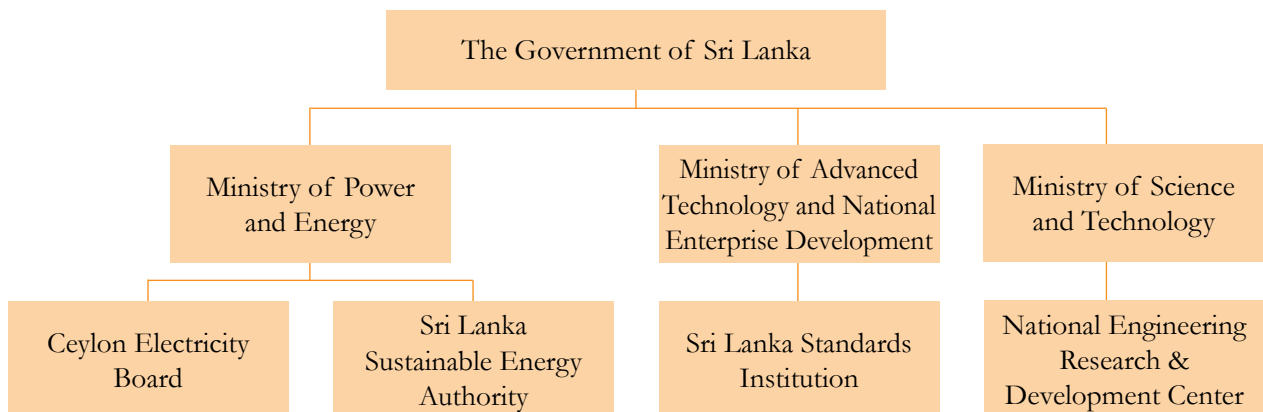 The Government of Sri Lanka
Ministry of Power
and Energy
Ministry of Advanced
Technology and National
Enterprise Development
Ministry of Science
and Technology
Ceylon Electricity
Board
Sri Lanka
Sustainable Energy
Authority
Sri Lanka Standards
Institution
National Engineering
Research &
Development Center